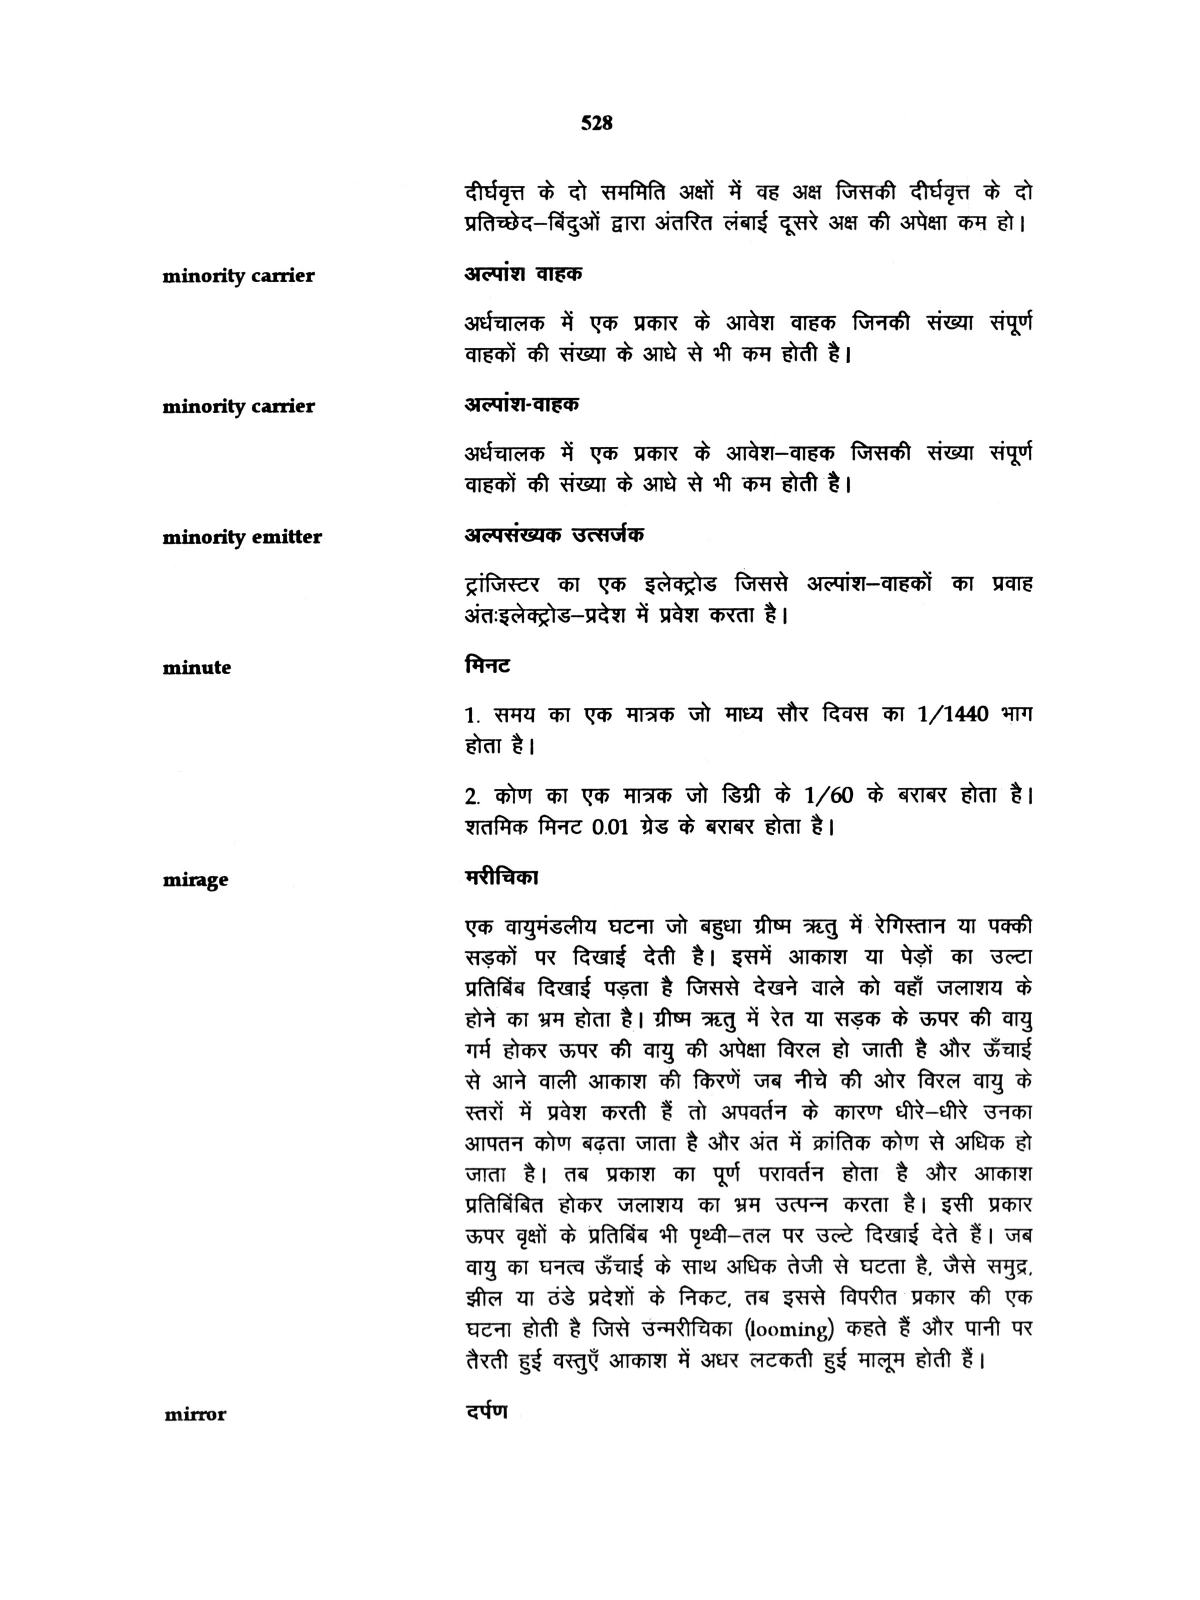 528
दीर्घवृत्त के दो सममिति अक्षों में वह अक्ष जिसकी दीर्घवृत्त के दो
प्रतिच्छेद–बिंदुओं द्वारा अंतरित लंबाई दूसरे अक्ष की अपेक्षा कम हो।
minority carrier अल्पांश वाहक
अर्धचालक में एक प्रकार के आवेश वाहक जिनकी संख्या संपूर्ण
वाहकों की संख्या के आधे से भी कम होती है।
minority carrier अल्पांश-वाहक
अर्धचालक में एक प्रकार के आवेश–वाहक जिसकी संख्या संपूर्ण
वाहकों की संख्या के आधे से भी कम होती है।
minority emitter अल्पसंख्यक उत्सर्जक
ट्रांजिस्टर का एक इलेक्ट्रोड जिससे अल्पांश–वाहकों का प्रवाह
अंतःइलेक्ट्रोड–प्रदेश में प्रवेश करता है।
minute मिनट
1. समय का एक मात्रक जो माध्य सौर दिवस का 1/1440 भाग
होता है।
2. कोण का एक मात्रक जो डिग्री के 1/60 के बराबर होता है।
शतमिक मिनट 0.01 ग्रेड के बराबर होता है।
mirage मरीचिका
एक वायुमंडलीय घटना जो बहुधा ग्रीष्म ऋतु में रेगिस्तान या पक्की
सड़कों पर दिखाई देती है। इसमें आकाश या पेड़ों का उल्टा
प्रतिबिंब दिखाई पड़ता है जिससे देखने वाले को वहाँ जलाशय के
होने का भ्रम होता है। ग्रीष्म ऋतु में रेत या सड़क के ऊपर की वायु
गर्म होकर ऊपर की वायु की अपेक्षा विरल हो जाती है और ऊँचाई
से आने वाली आकाश की किरणें जब नीचे की ओर विरल वायु के
स्तरों में प्रवेश करती हैं तो अपवर्तन के कारण धीरे–धीरे उनका
आपतन कोण बढ़ता जाता है और अंत में क्रांतिक कोण से अधिक हो
जाता है। तब प्रकाश का पूर्ण परावर्तन होता है और आकाश
प्रतिबिंबित होकर जलाशय का भ्रम उत्पन्न करता है। इसी प्रकार
ऊपर वृक्षों के प्रतिबिंब भी पृथ्वी–तल पर उल्टे दिखाई देते हैं। जब
वायु का घनत्व ऊँचाई के साथ अधिक तेजी से घटता है, जैसे समुद्र,
झील या ठंडे प्रदेशों के निकट, तब इससे विपरीत प्रकार की एक
घटना होती है जिसे उन्मरीचिका (looming) कहते हैं और पानी पर
तैरती हुई वस्तुएँ आकाश में अधर लटकती हुई मालूम होती हैं।
mirror दर्पण